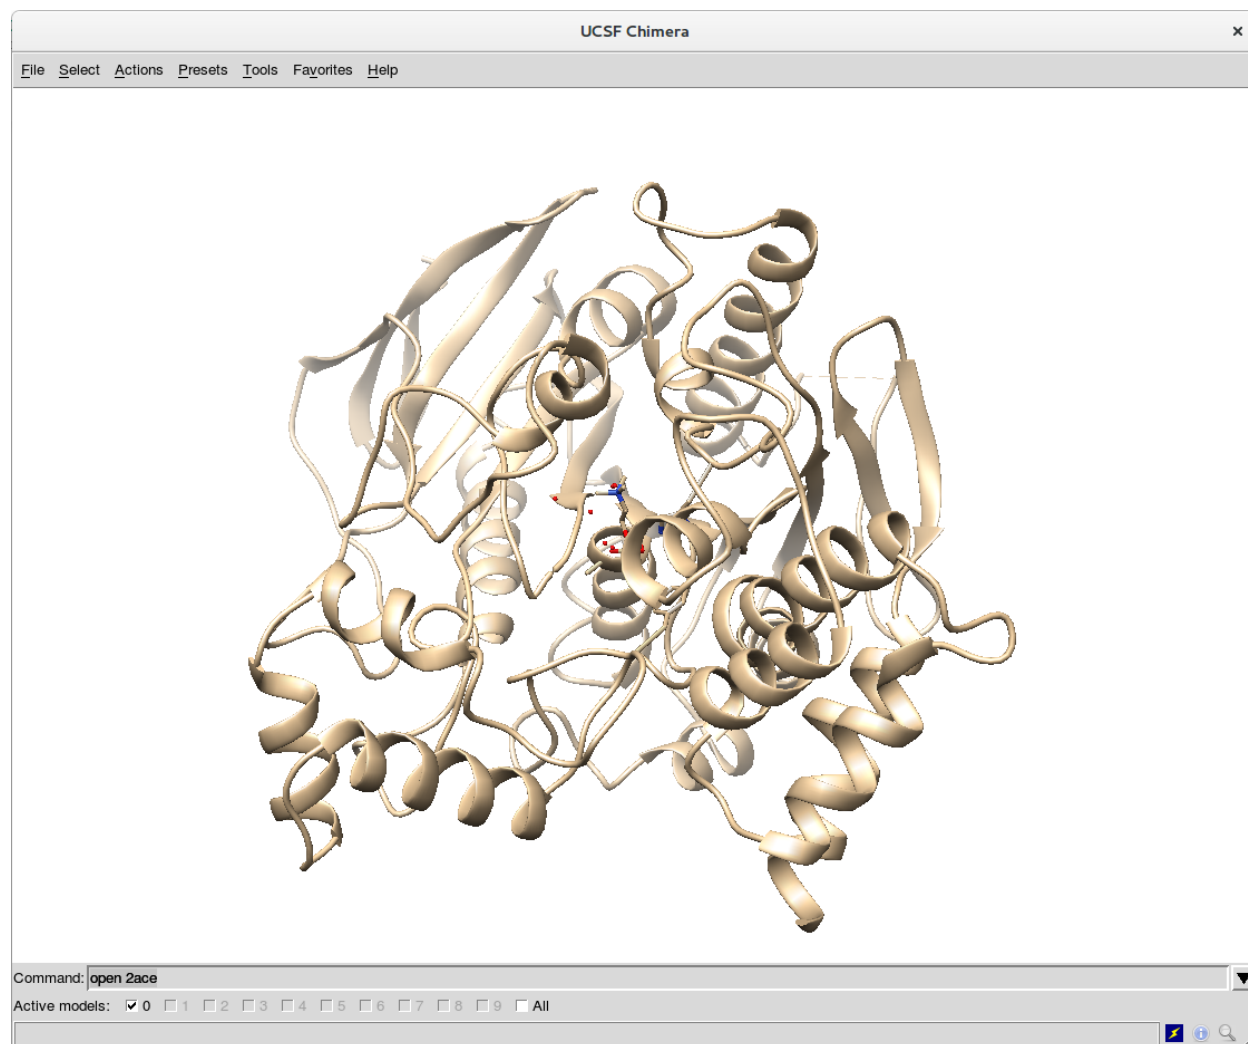 UCSF Chimera
File Select Actions Presets Tools Favorites Help
Command: open 2ace
Active models: 0 1 2 3 4 5 6 7 8 9 All